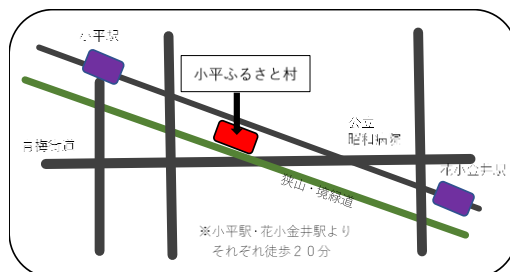 小平駅
小平ふるさと村
公立
昭和病院
青梅街道
花小金井駅
狭山・境緑道
※小平駅・花小金井駅より
それぞれ徒歩２０分